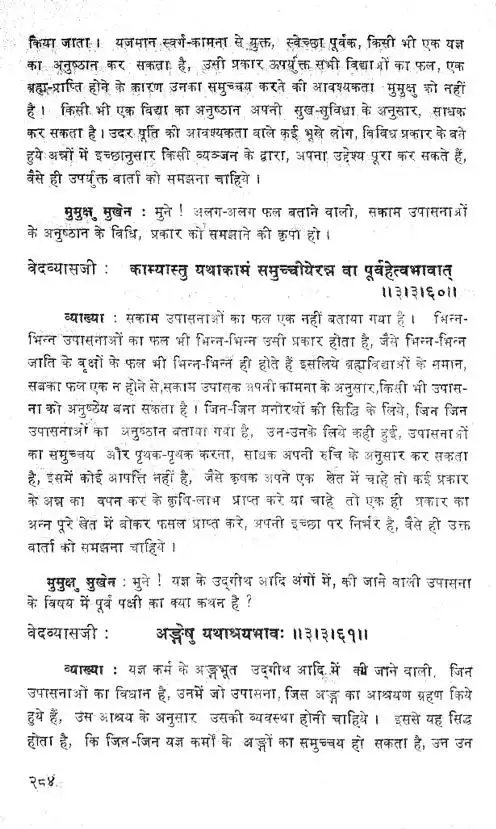 किया जाता। यजमान स्वर्ग-कामना से युक्त, स्वेच्छा पूर्वक, किसी भी एक यज्ञ
का अनुष्ठान कर सकता है, उसी प्रकार उपर्युक्त सभी विद्याओं का फल, एक
ब्रह्म-प्राप्ति होने के कारण उनका समुच्चय करने की आवश्यकता मुमुक्षु को नहीं
है। किसी भी एक विद्या का अनुष्ठान अपनी सुख-सुविधा के अनुसार, साधक
कर सकता है। उदर पूर्ति की आवश्यकता वाले कई भूखे लोग, विविध प्रकार के बने
हुये अन्नों में इच्छानुसार किसी व्यञ्जन के द्वारा, अपना उद्देश्य पूरा कर सकते हैं,
वैसे ही उपर्युक्त वार्ता को समझना चाहिये।
मुमुक्षु मुखेन : मुने! अलग-अलग फल बताने वाली, सकाम उपासनाओं
के अनुष्ठान के विधि, प्रकार को समझाने की कृपा हो।
वेदव्यासजी : काम्यास्तु यथाकामं समुच्चीयेरन्न वा पूर्वहेत्वभावात्
॥३।३।६०॥
व्याख्या : सकाम उपासनाओं का फल एक नहीं बताया गया है। भिन्न-
भिन्न उपासनाओं का फल भी भिन्न-भिन्न उसी प्रकार होता है, जैसे भिन्न-भिन्न
जाति के वृक्षों के फल भी भिन्न-भिन्न ही होते हैं इसलिये ब्रह्मविद्याओं के समान,
सबका फल एक न होने से,सकाम उपासक अपनी कामना के अनुसार,किसी भी उपास-
ना को अनुष्ठेय बना सकता है। जिन-जिन मनोरथों की सिद्धि के लिये, जिन जिन
उपासनाओं का अनुष्ठान बताया गया है, उन-उनके लिये कही हुई, उपासनाओं
का समुच्चय और पृथक-पृथक करना, साधक अपनी रुचि के अनुसार कर सकता
है, इसमें कोई आपत्ति नहीं है, जैसे कृषक अपने एक खेत में चाहे तो कई प्रकार
के अन्न का वपन कर के कृषि-लाभ प्राप्त करे या चाहे तो एक ही प्रकार का
अन्न पूरे खेत में बोकर फसल प्राप्त करे, अपनी इच्छा पर निर्भर है, वैसे ही उक्त
वार्ता को समझना चाहिये।
मुमुक्षु मुखेन : मुने! यज्ञ के उद्गीथ आदि अंगों में, की जाने वाली उपासना
के विषय में पूर्व पक्षी का क्या कथन है?
वेदव्यासजी : अङ्गेषु यथाश्रयभावः ॥३।३।६१॥
व्याख्या : यज्ञ कर्म के अङ्गभूत उद्गीथ आदि में की जाने वाली, जिन
उपासनाओं का विधान है, उनमें जो उपासना, जिस अङ्ग का आश्रयण ग्रहण किये
हुये हैं, उस आश्रय के अनुसार उसकी व्यवस्था होनी चाहिये। इससे यह सिद्ध
होता है, कि जिन-जिन यज्ञ कर्मों के अङ्गों का समुच्चय हो सकता है, उन उन
२८४